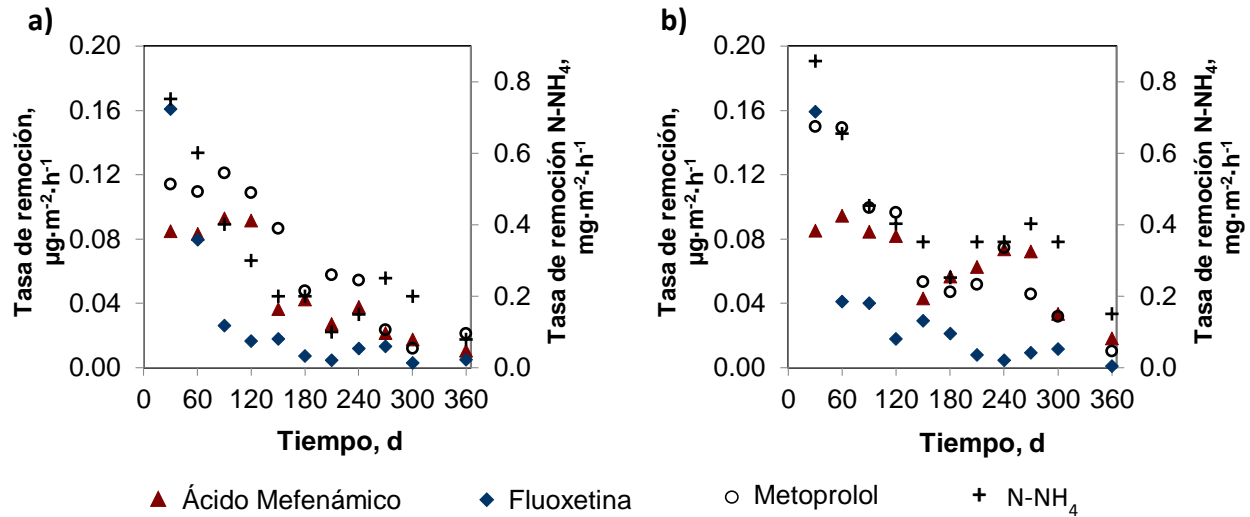 a)
Tasa de remoción,
µg·m-2·h-1
0.20
0.16
0.12
0.08
0.04
0.00
0.8
0.6
0.4
0.2
0.0
Tasa de remoción N-NH4,
mg·m-2·h-1
0 60 120 180 240 300 360
Tiempo, d
b)
Tasa de remoción,
µg·m-2·h-1
0.20
0.16
0.12
0.08
0.04
0.00
0.8
0.6
0.4
0.2
0.0
Tasa de remoción N-NH4,
mg·m-2·h-1
0 60 120 180 240 300 360
Tiempo, d
Ácido Mefenámico Fluoxetina Metoprolol N-NH4